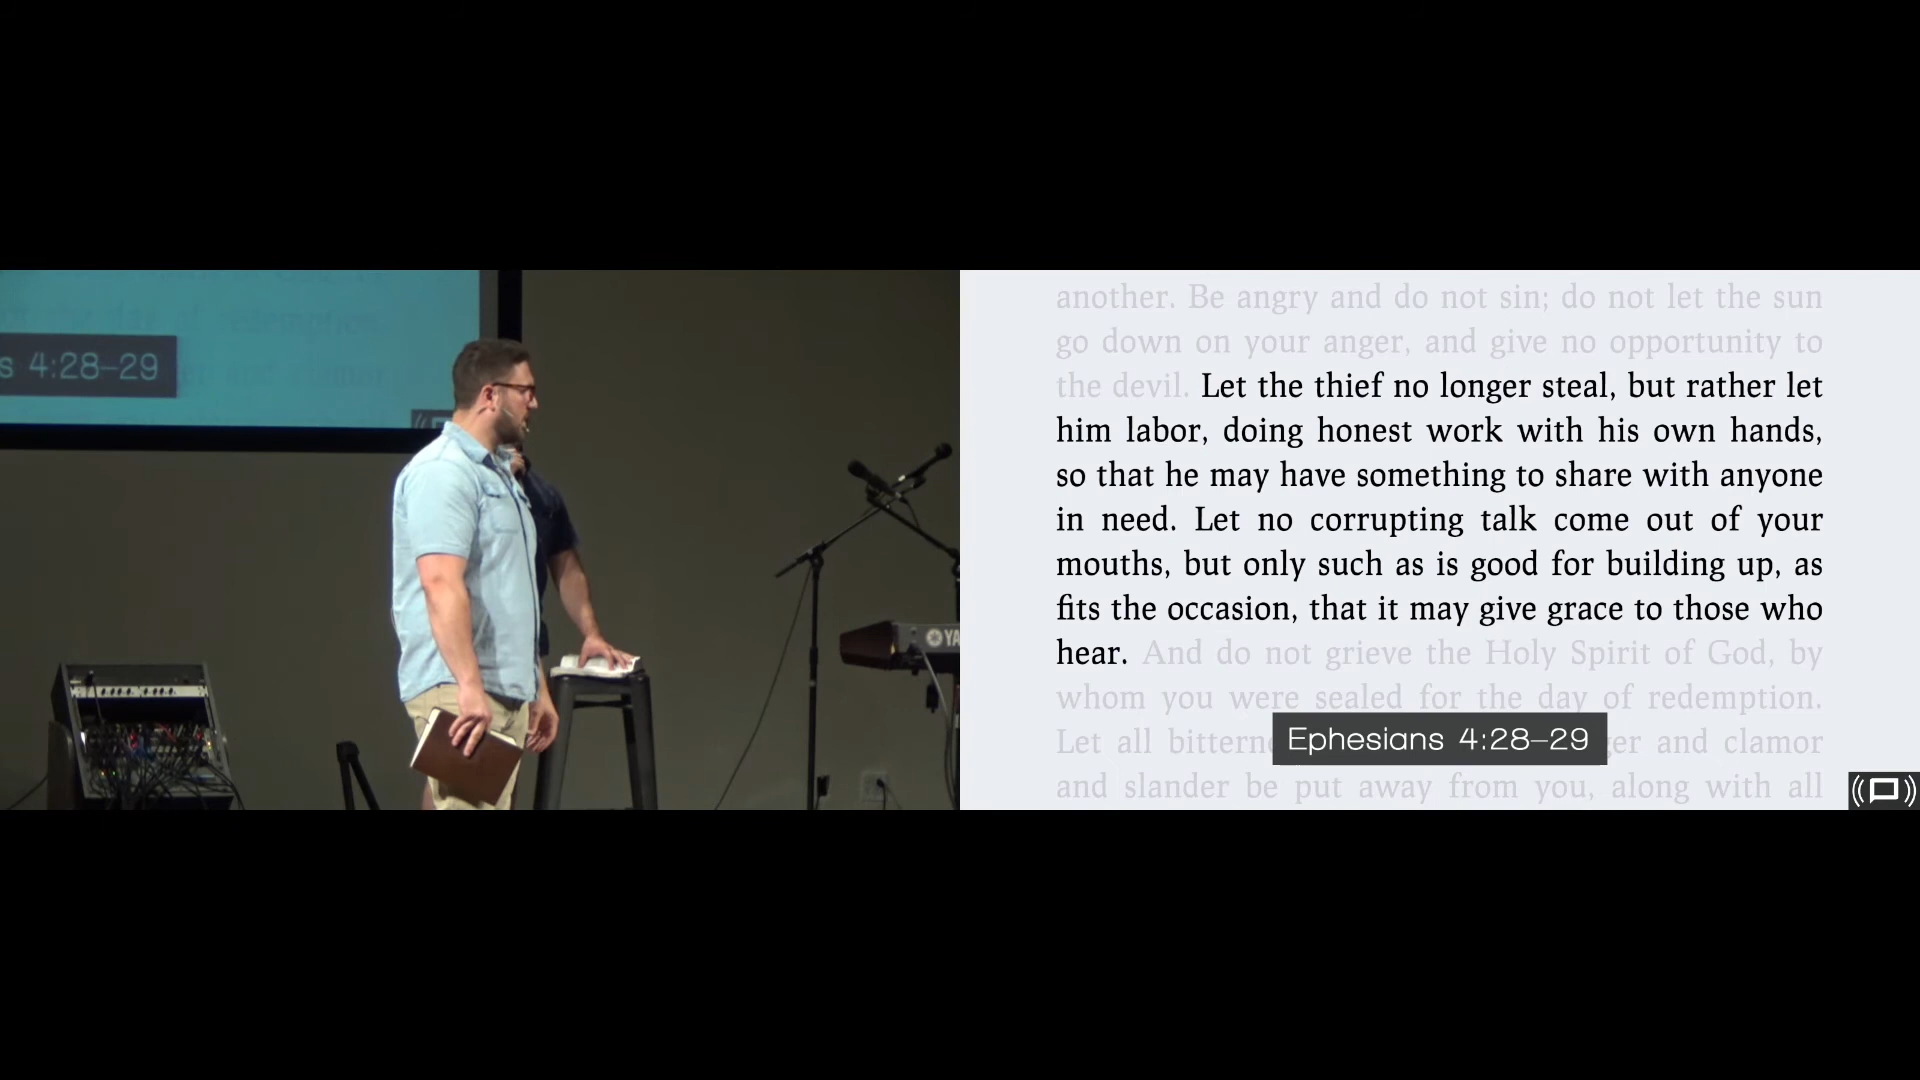 redemption.
s 4:28–29
and clamor
YA
another. Be angry and do not sin; do not let the sun
go down on your anger, and give no opportunity to
the devil. Let the thief no longer steal, but rather let
him labor, doing honest work with his own hands,
so that he may have something to share with anyone
in need. Let no corrupting talk come out of your
mouths, but only such as is good for building up, as
fits the occasion, that it may give grace to those who
hear. And do not grieve the Holy Spirit of God, by
whom you were sealed for the day of redemption.
Let all bittern
ger and clamor
Ephesians 4:28–29
and slander be put away from you, along with all